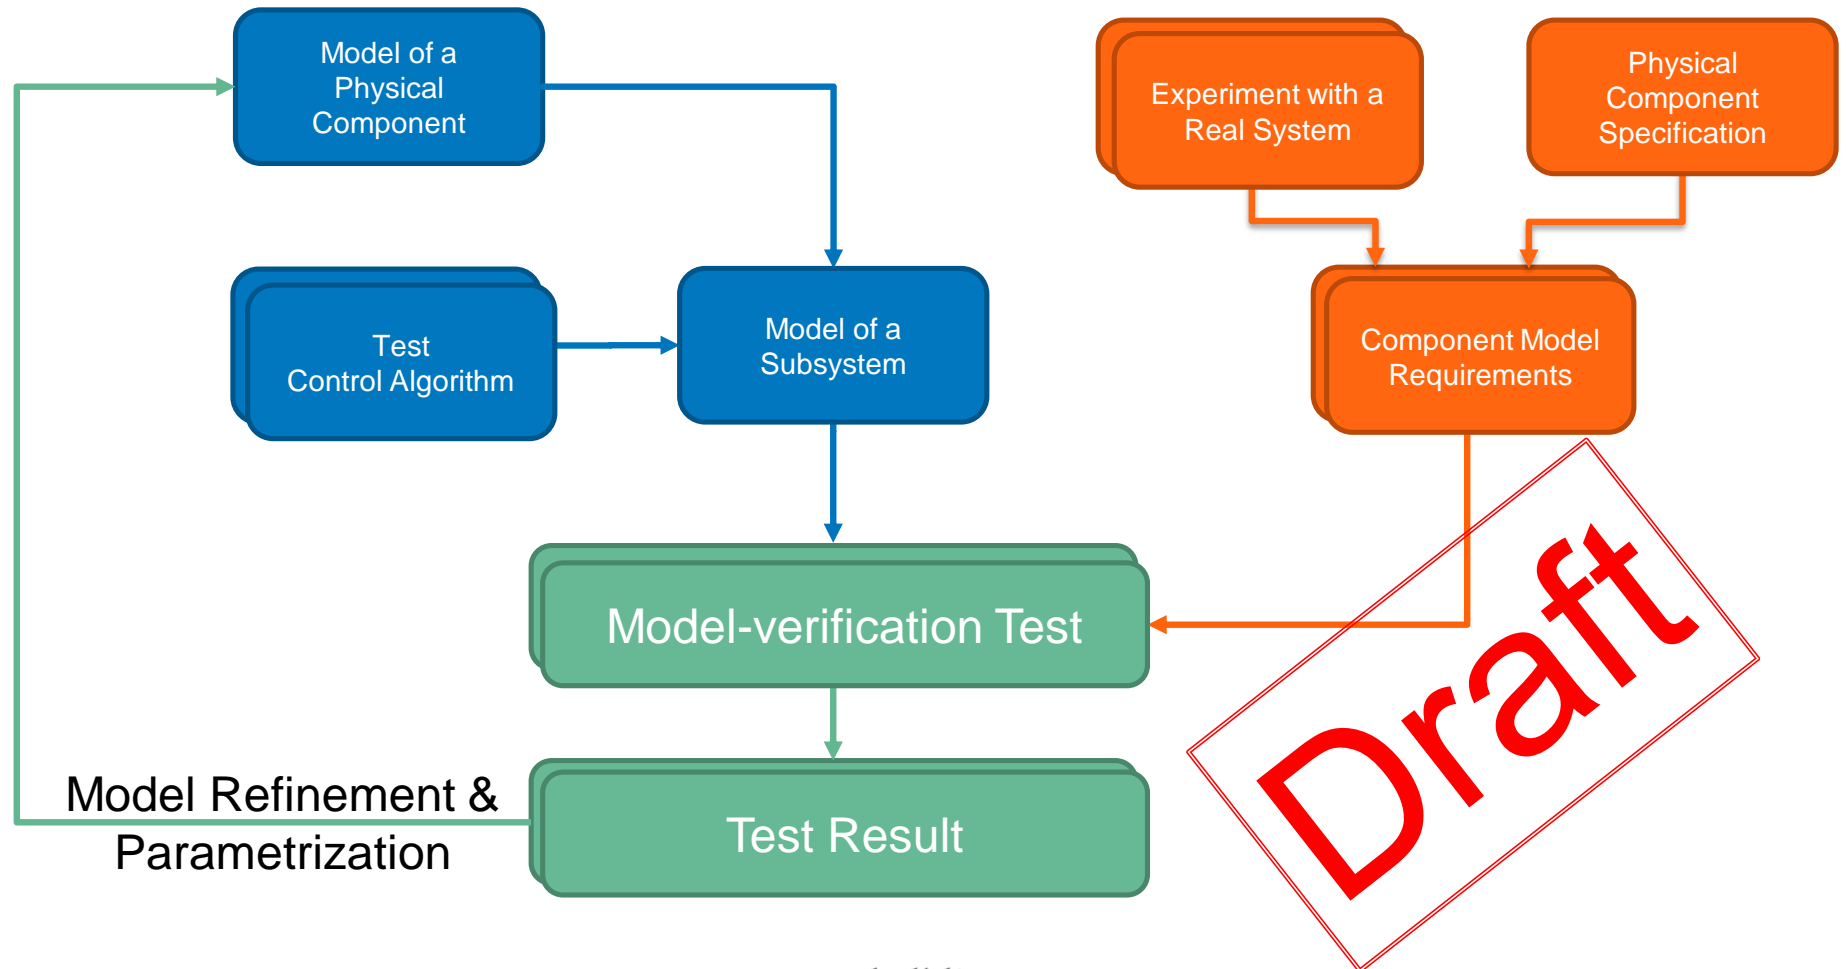 Model of a
Physical
Component
Experiment with a
Real System
Physical
Component
Specification
Test
Control Algorithm
Model of a
Subsystem
Component Model
Requirements
Model-verification Test
Model Refinement &
Parametrization
Test Result
Draft